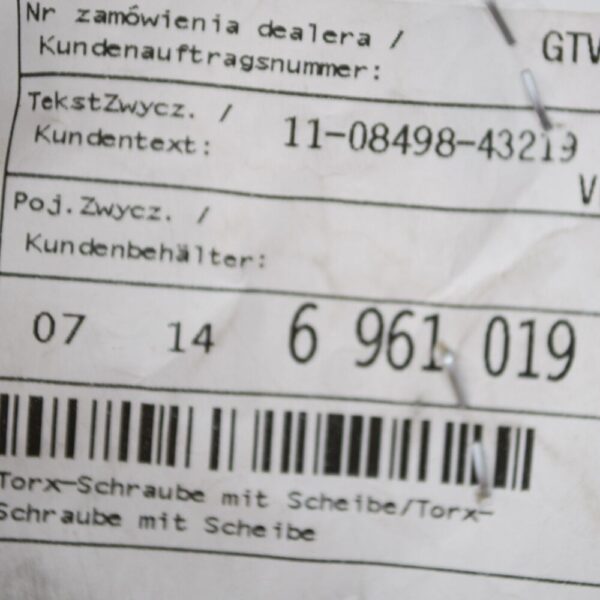 Nr zamówienia dealera /
Kundenauftragsnummer:
TekstZwycz. /
Kundentext: 11-08498-43219
Poj.Zwycz. /
Kundenbehälter:
07 14 6 961 019
Torx-Schraube mit Scheibe/Torx-
Schraube mit Scheibe